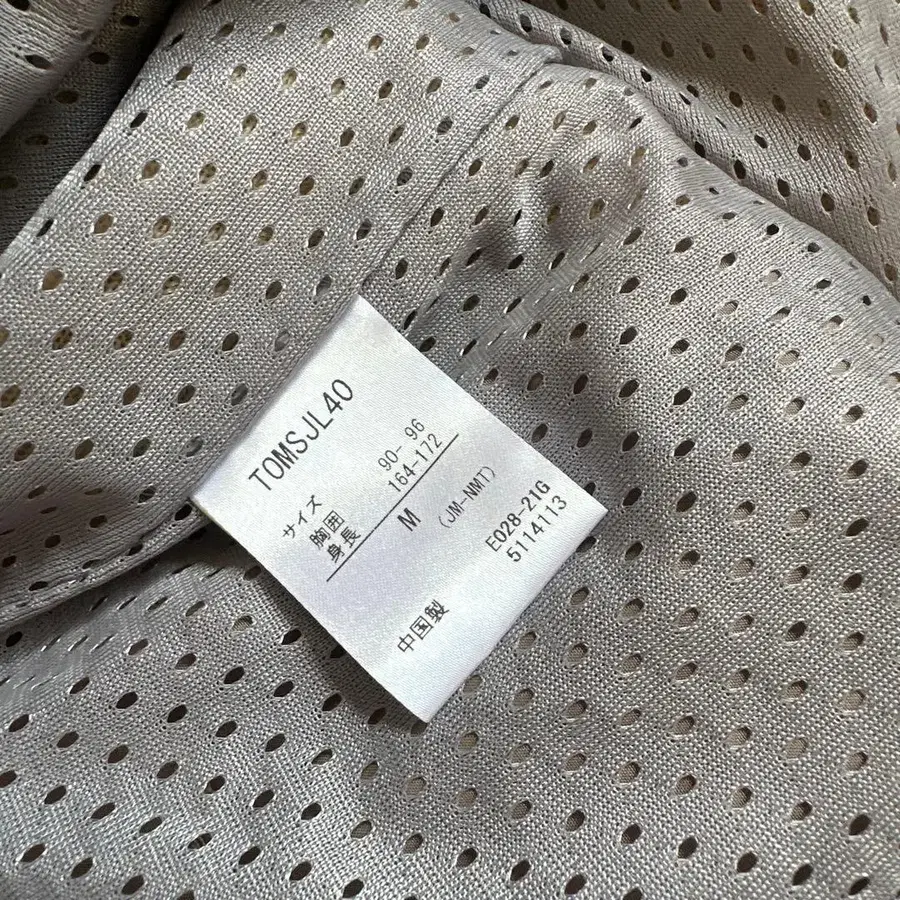 TOMSJL40
サイズ
胸囲 90- 96
身長 164-172
M
(JM-NWT)
E028-21G
5114113
中国製